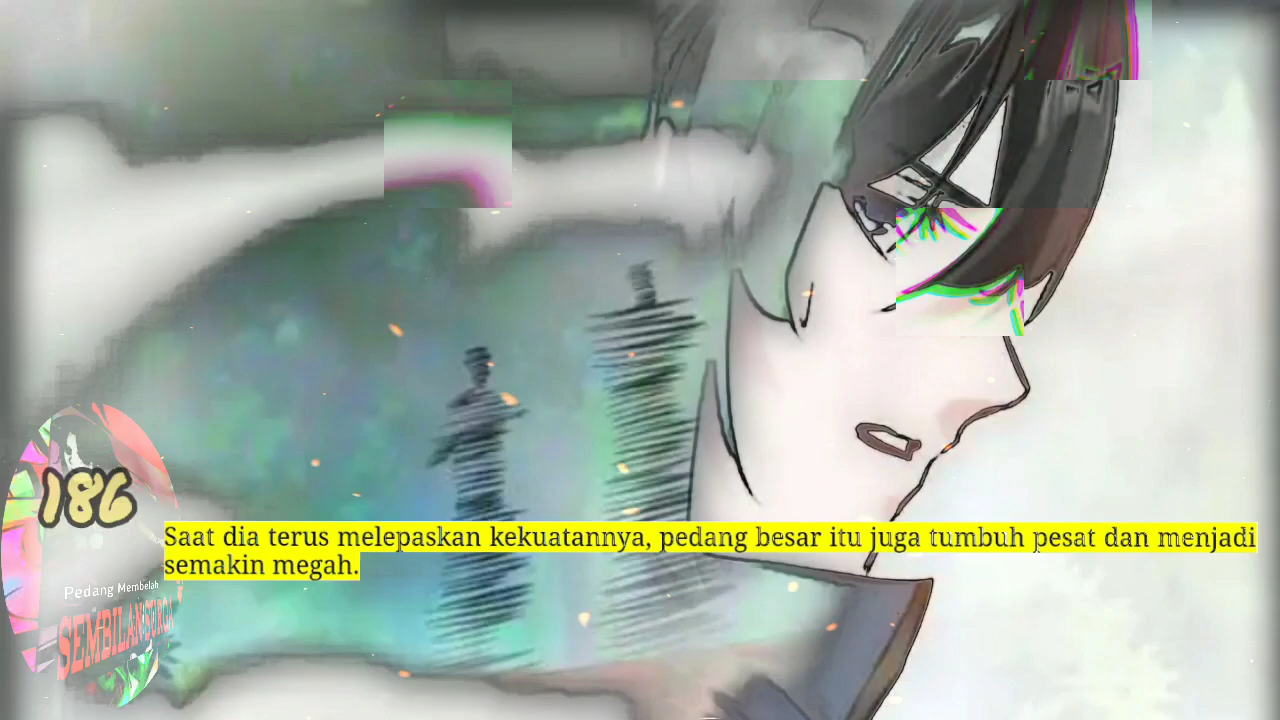 186
Saat dia terus melepaskan kekuatannya, pedang besar itu juga tumbuh pesat dan menjadi
semakin megah.
Pedang Membelah
SEMBILAN SURGA